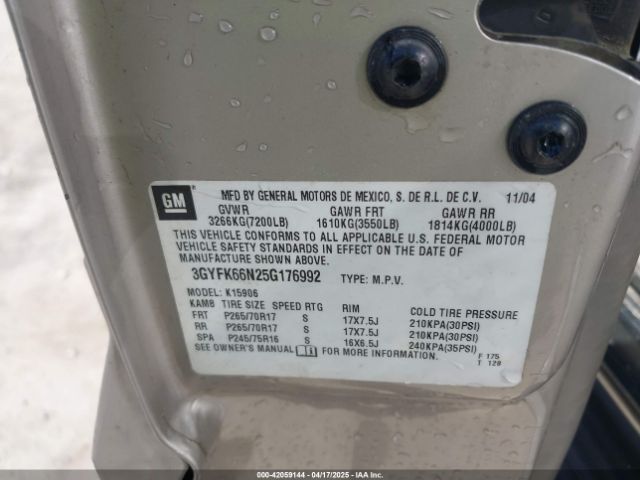 GM
MFD BY GENERAL MOTORS DE MEXICO, S. DE R.L. DE C.V. 11/04
GVWR GAWR FRT GAWR RR
3266KG(7200LB) 1610KG(3550LB) 1814KG(4000LB)
THIS VEHICLE CONFORMS TO ALL APPLICABLE U.S. FEDERAL MOTOR
VEHICLE SAFETY STANDARDS IN EFFECT ON THE DATE OF
MANUFACTURE SHOWN ABOVE.
3GYFK66N25G176992 TYPE: M.P.V.
MODEL: K15906
KAMB TIRE SIZE SPEED RTG RIM COLD TIRE PRESSURE
FRT P265/70R17 S 17X7.5J 210KPA(30PSI)
RR P265/70R17 S 17X7.5J 210KPA(30PSI)
SPA P245/75R16 S 16X6.5J 240KPA(35PSI)
SEE OWNER'S MANUAL FOR MORE INFORMATION.
F 175
T 128
000-42059144 - 04/17/2025 - IAAI.com